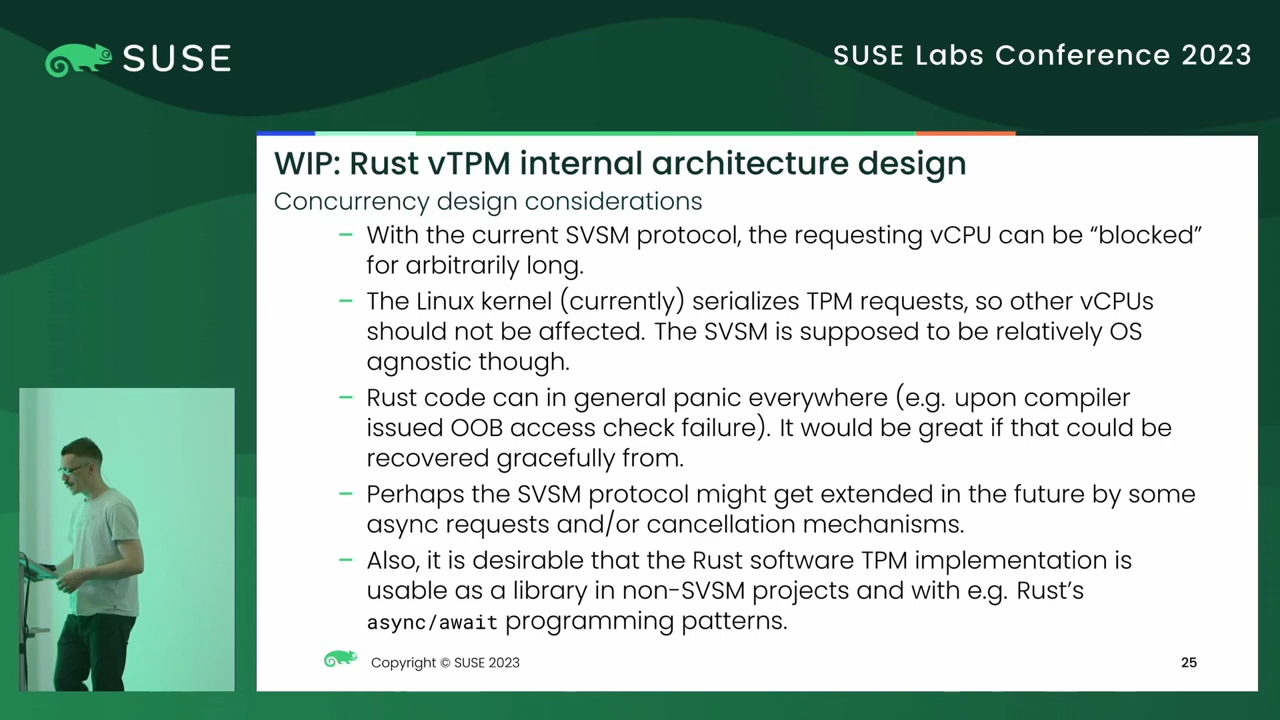 SUSE
SUSE Labs Conference 2023
WIP: Rust vTPM internal architecture design
Concurrency design considerations
– With the current SVSM protocol, the requesting vCPU can be “blocked”
for arbitrarily long.
– The Linux kernel (currently) serializes TPM requests, so other vCPUs
should not be affected. The SVSM is supposed to be relatively OS
agnostic though.
– Rust code can in general panic everywhere (e.g. upon compiler
issued OOB access check failure). It would be great if that could be
recovered gracefully from.
– Perhaps the SVSM protocol might get extended in the future by some
async requests and/or cancellation mechanisms.
– Also, it is desirable that the Rust software TPM implementation is
usable as a library in non-SVSM projects and with e.g. Rust’s
async/await programming patterns.
Copyright © SUSE 2023
25